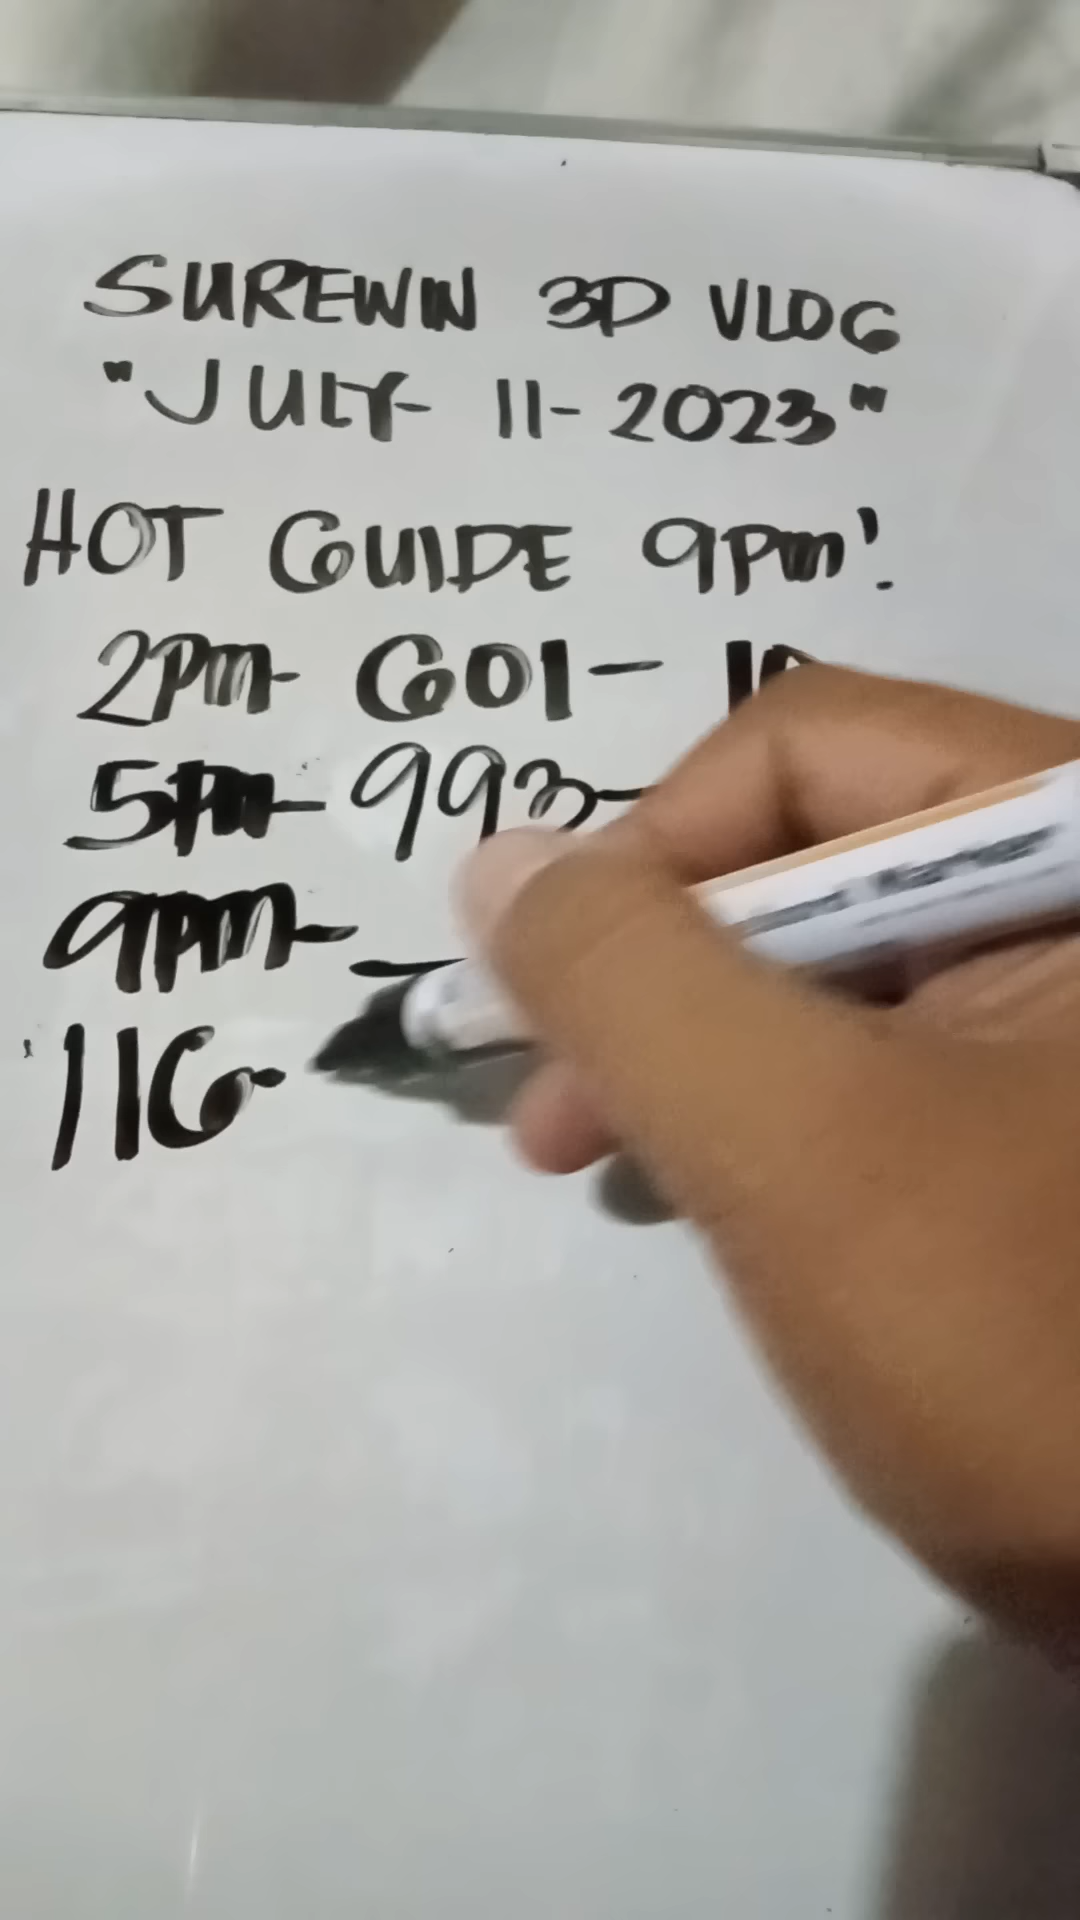 SUREWIN 3D VLOG
"JULY- 11-2023"
HOT GUIDE 9pm!
2pm- 601-
5pm- 993-
9pm-
116-